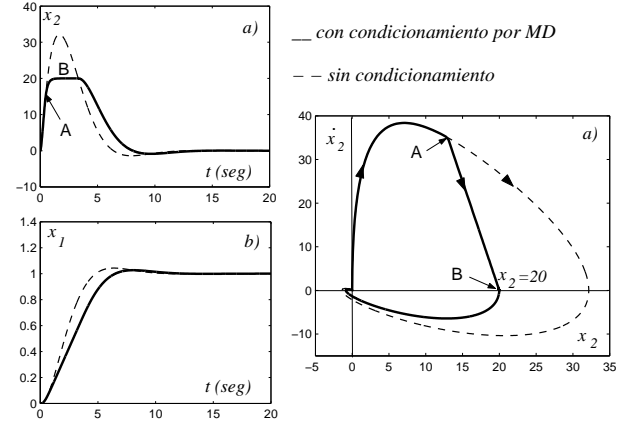 x2
a)
40
30
20
10
0
−10
B
A
t (seg)
0 5 10 15 20
x1
b)
1.4
1.2
1
0.8
0.6
0.4
0.2
0
t (seg)
0 5 10 15 20
__ con condicionamiento por MD
− − sin condicionamiento
40
30
20
10
0
−10
ẋ2
a)
A
B
x2=20
x2
−5 0 5 10 15 20 25 30 35